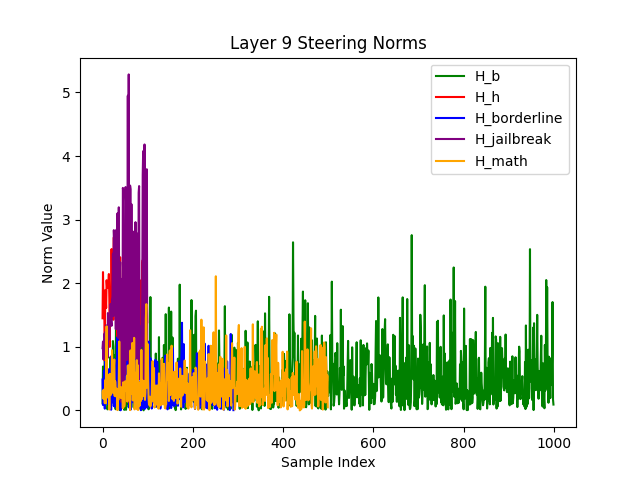 Layer 9 Steering Norms
H_b
H_h
H_borderline
H_jailbreak
H_math
Norm Value
5
4
3
2
1
0
0 200 400 600 800 1000
Sample Index